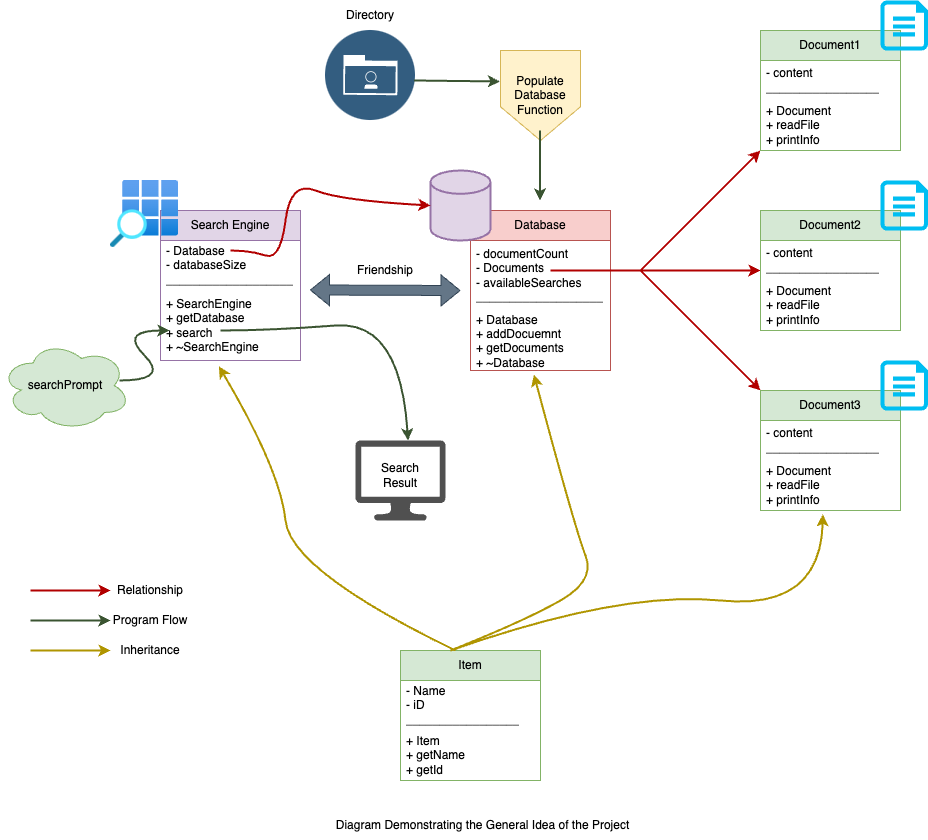 Directory
Populate
Database
Function
Document1
- content
+ Document
+ readFile
+ printInfo
Search Engine
- Database
- databaseSize
+ SearchEngine
+ getDatabase
+ search
+ ~SearchEngine
Friendship
Database
- documentCount
- Documents
- availableSearches
+ Database
+ addDocuemnt
+ getDocuments
+ ~Database
Document2
- content
+ Document
+ readFile
+ printInfo
searchPrompt
Search
Result
Document3
- content
+ Document
+ readFile
+ printInfo
Relationship
Program Flow
Inheritance
Item
- Name
- iD
+ Item
+ getName
+ getId
Diagram Demonstrating the General Idea of the Project